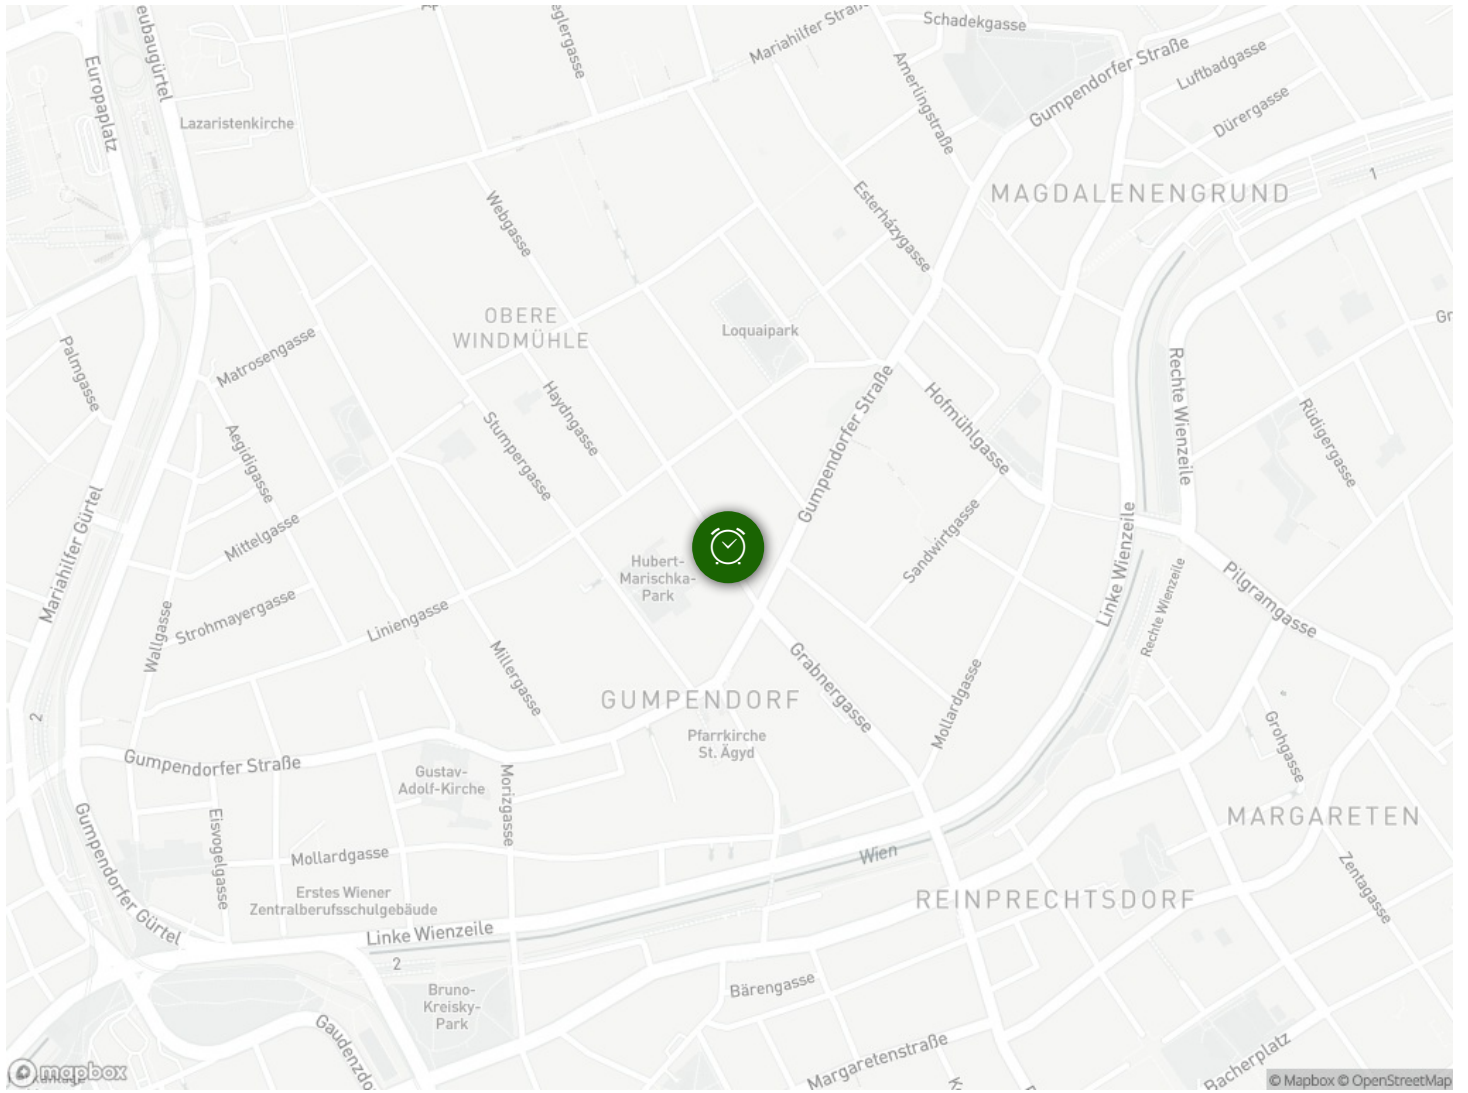 Schadekgasse
Mariahilfer Straße
Gumpendorfer Straße
Luftbadgasse
Europaplatz
Amerlingstraße
Dürergasse
Lazaristenkirche
1
MAGDALENENGRUND
Webgasse
Esterházygasse
OBERE
WINDMÜHLE
Loquaipark
Matrosengasse
Palmgasse
Rechte Wienzeile
Gumpendorfer Straße
Hofmühlgasse
Haydngasse
Stumpergasse
Rüdigergasse
Aegidigasse
Mittelgasse
Mariahilfer Gürtel
Sandwirtgasse
Linke Wienzeile
Hubert-
Marischka-
Park
Rechte Wienzeile
Pilgramgasse
Strohmayergasse
Liniengasse
Wallgasse
Millergasse
Grabnergasse
Mollardgasse
GUMPENDORF
2
Pfarrkirche
St. Ägyd
Grohgasse
Gumpendorfer Straße
Gustav-
Adolf-Kirche
Morizgasse
MARGARETEN
Eisvogelgasse
Gumpendorfer Gürtel
Mollardgasse
Wien
Erstes Wiener
Zentralberufsschulgebäude
REINPRECHTSDORF
Zentagasse
Linke Wienzeile
2
Bärengasse
Bruno-
Kreisky-
Park
Margaretenstraße
Bacherplatz
mapbox
© Mapbox © OpenStreetMap